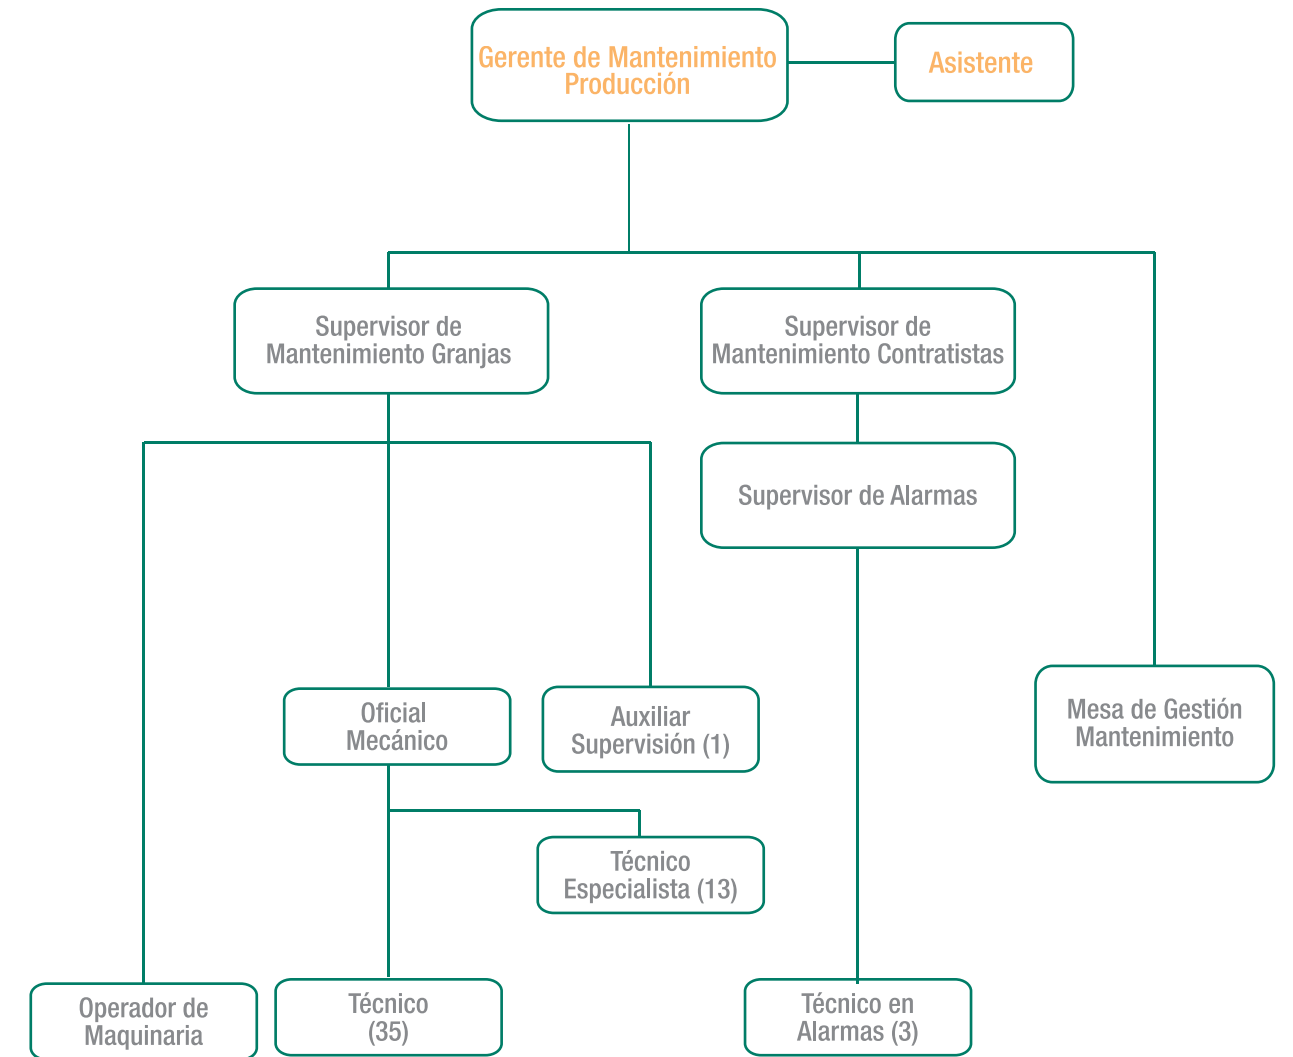 Gerente de Mantenimiento
Producción
Asistente
Supervisor de
Mantenimiento Granjas
Supervisor de
Mantenimiento Contratistas
Supervisor de Alarmas
Oficial
Mecánico
Auxiliar
Supervisión (1)
Mesa de Gestión
Mantenimiento
Técnico
Especialista (13)
Operador de
Maquinaria
Técnico
(35)
Técnico en
Alarmas (3)